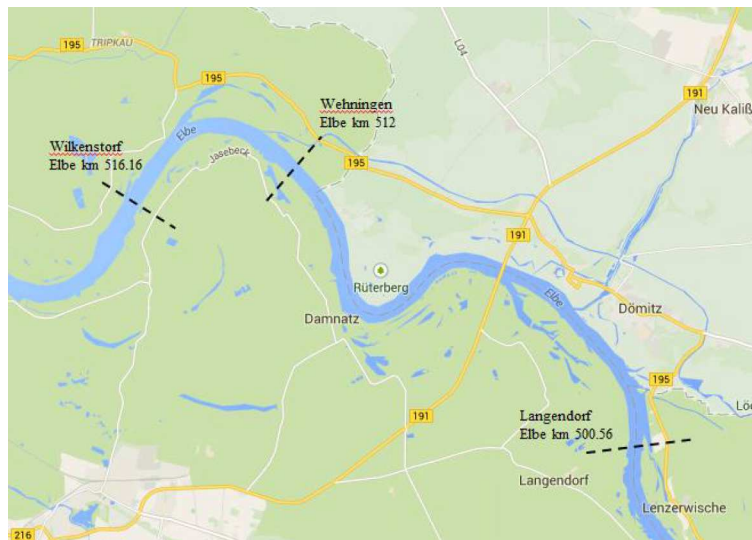 TRIPKAU
195
195
L04
191
Neu Kaliß
Wehningen
Elbe km 512
Elbe
Wilkenstorf
Elbe km 516.16
Jasebeck
195
191
Rüterberg
Elbe
Damnatz
Dömitz
195
Lö
Langendorf
Elbe km 500.56
191
Langendorf
Lenzerwische
216